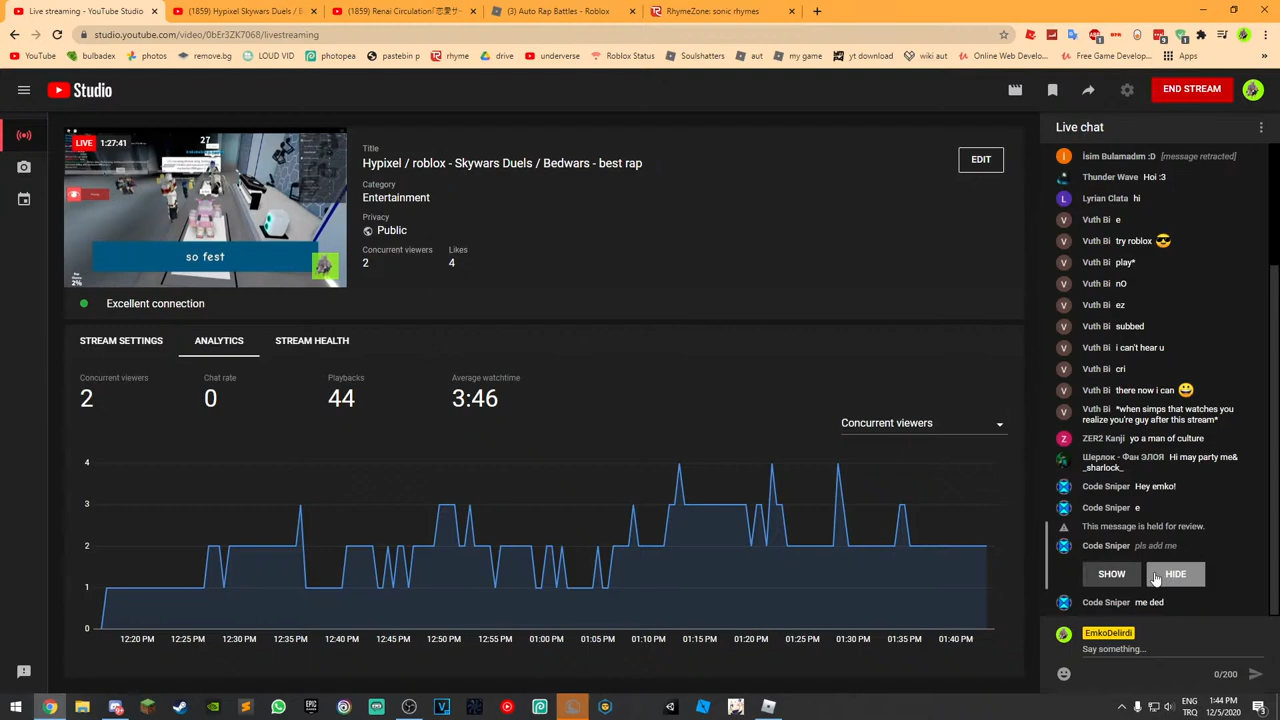 Live streaming - YouTube Studio
(1859) Hypixel Skywars Duels / B
(1859) Renai Circulation「恋愛サー
(3) Auto Rap Battles - Roblox
RhymeZone: sonic rhymes
studio.youtube.com/video/0bEr3ZK7068/livestreaming
YouTube
bulbadex
photos
remove.bg
LOUD VID
photopea
pastebin p
rhyme
drive
underverse
Roblox Status
Soulshatters
aut
my game
yt download
wiki aut
Online Web Develo...
Free Game Develop...
Apps
Studio
END STREAM
LIVE 1:27:41
27
so fest
2%
Title
Hypixel / roblox - Skywars Duels / Bedwars - best rap
EDIT
Category
Entertainment
Privacy
Public
Concurrent viewers Likes
2 4
Excellent connection
STREAM SETTINGS ANALYTICS STREAM HEALTH
Concurrent viewers Chat rate Playbacks Average watchtime
2 0 44 3:46
Concurrent viewers
4
3
2
1
0
12:20 PM 12:25 PM 12:30 PM 12:35 PM 12:40 PM 12:45 PM 12:50 PM 12:55 PM 01:00 PM 01:05 PM 01:10 PM 01:15 PM 01:20 PM 01:25 PM 01:30 PM 01:35 PM 01:40 PM
Live chat
İsim Bulamadım :D [message retracted]
Thunder Wave Hoi :3
Lyrian Clata hi
Vuth Bi e
Vuth Bi try roblox 😎
Vuth Bi play*
Vuth Bi nO
Vuth Bi ez
Vuth Bi subbed
Vuth Bi i can't hear u
Vuth Bi cri
Vuth Bi there now i can 😀
Vuth Bi *when simps that watches you
realize you're guy after this stream*
ZER2 Kanji yo a man of culture
Шерлок - Фан ЭЛОЯ Hi may party me&
_sharlock_
Code Sniper Hey emko!
Code Sniper e
This message is held for review.
Code Sniper pls add me
SHOW HIDE
Code Sniper me ded
EmkoDelirdi
Say something...
0/200
ENG
TRQ
1:44 PM
12/5/2020